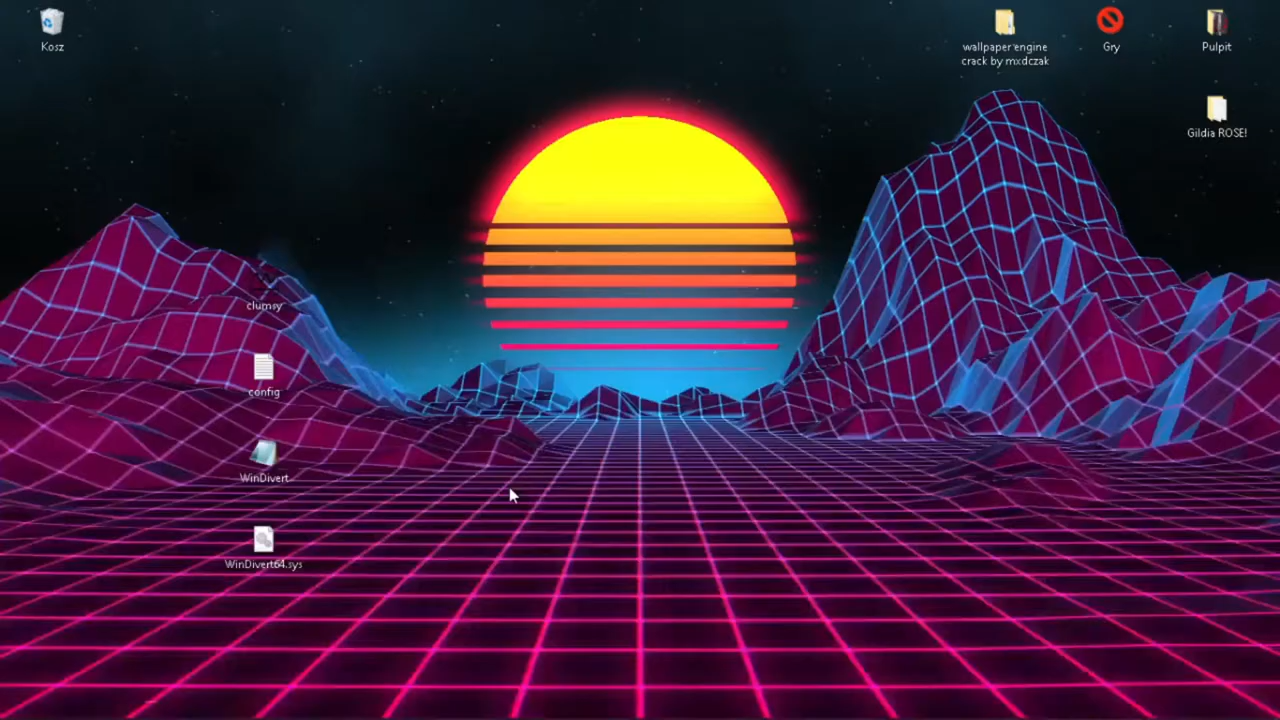 Kosz
wallpaper engine
crack by mxdczak
Gry
Pulpit
Gildia ROSE!
clumsy
config
WinDivert
WinDivert64.sys